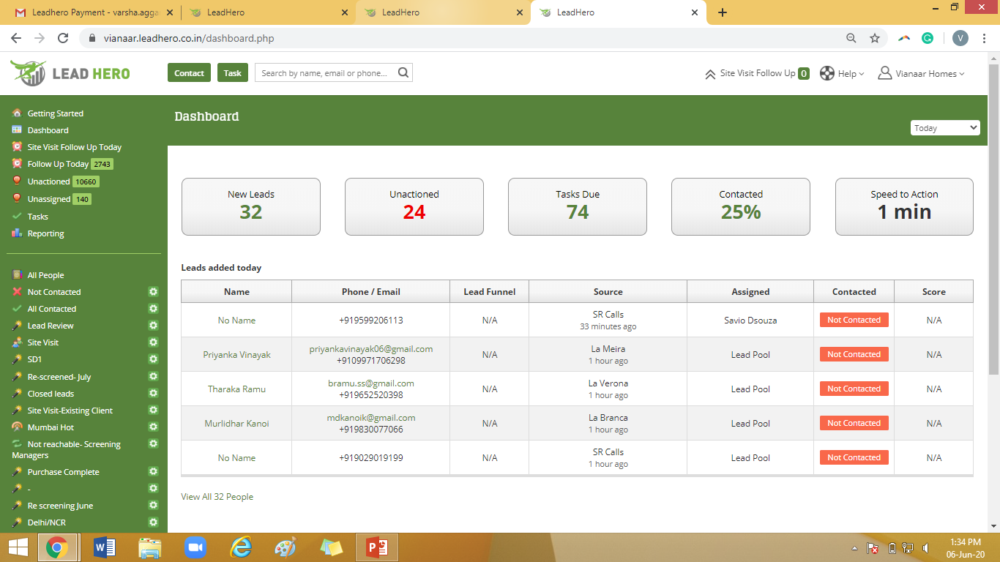 Leadhero Payment - varsha.agga
LeadHero
LeadHero
LeadHero
vianaar.leadhero.co.in/dashboard.php
V
LEAD HERO
Contact
Task
Search by name, email or phone...
Site Visit Follow Up 0
Help
Vianaar Homes
Getting Started
Dashboard
Site Visit Follow Up Today
Follow Up Today 2743
Unactioned 10660
Unassigned 140
Tasks
Reporting
All People
Not Contacted
All Contacted
Lead Review
Site Visit
SD1
Re-screened- July
Closed leads
Site Visit-Existing Client
Mumbai Hot
Not reachable- Screening
Managers
Purchase Complete
-
Re screening June
Delhi/NCR
Dashboard
Today
New Leads
32
Unactioned
24
Tasks Due
74
Contacted
25%
Speed to Action
1 min
Leads added today
Name Phone / Email Lead Funnel Source Assigned Contacted Score
No Name +919599206113 N/A SR Calls Savio Dsouza Not Contacted N/A
33 minutes ago
priyankavinayak06@gmail.com La Meira
Priyanka Vinayak N/A Lead Pool Not Contacted N/A
+9109971706298 1 hour ago
bramu.ss@gmail.com La Verona
Tharaka Ramu N/A Lead Pool Not Contacted N/A
+919652520398 1 hour ago
mdkanoik@gmail.com La Branca
Murlidhar Kanoi N/A Lead Pool Not Contacted N/A
+919830077066 1 hour ago
No Name +919029019199 N/A SR Calls Lead Pool Not Contacted N/A
1 hour ago
View All 32 People
1:34 PM
06-Jun-20